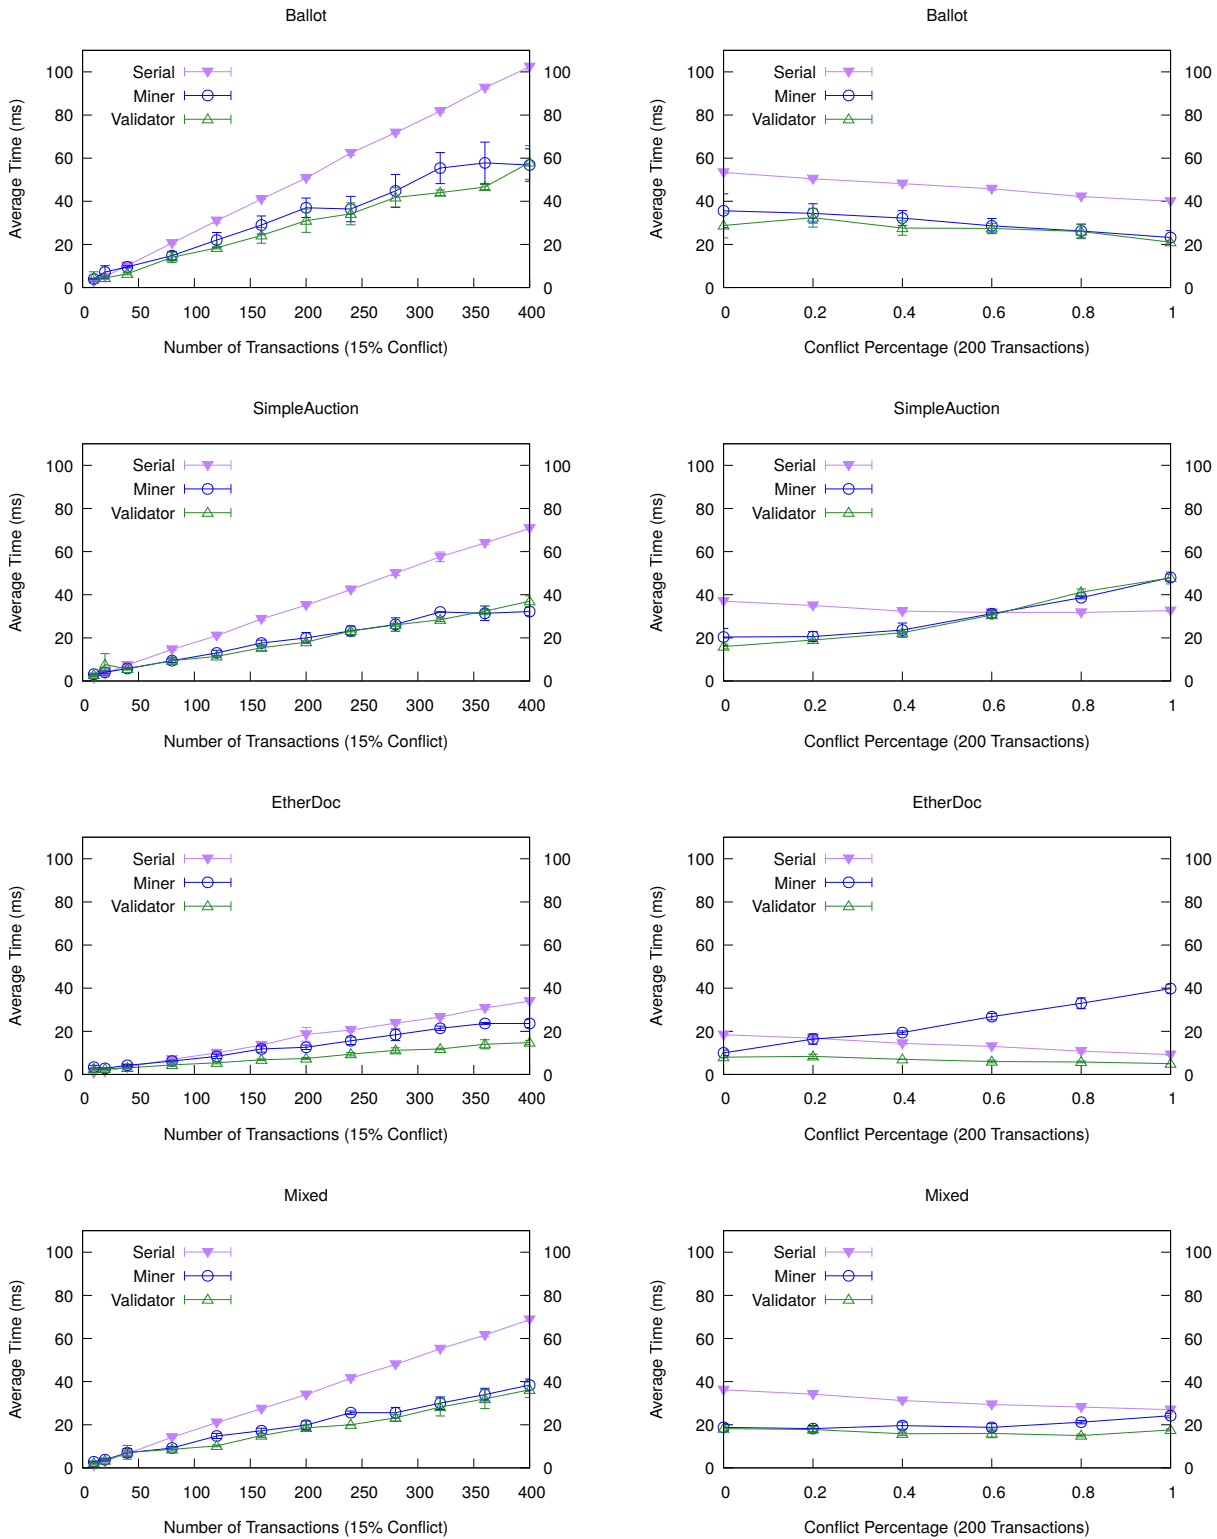 Ballot
Average Time (ms)
0 20 40 60 80 100
0 20 40 60 80 100
Serial
Miner
Validator
0 50 100 150 200 250 300 350 400
Number of Transactions (15% Conflict)
Ballot
Average Time (ms)
0 20 40 60 80 100
0 20 40 60 80 100
Serial
Miner
Validator
0 0.2 0.4 0.6 0.8 1
Conflict Percentage (200 Transactions)
SimpleAuction
Average Time (ms)
0 20 40 60 80 100
0 20 40 60 80 100
Serial
Miner
Validator
0 50 100 150 200 250 300 350 400
Number of Transactions (15% Conflict)
SimpleAuction
Average Time (ms)
0 20 40 60 80 100
0 20 40 60 80 100
Serial
Miner
Validator
0 0.2 0.4 0.6 0.8 1
Conflict Percentage (200 Transactions)
EtherDoc
Average Time (ms)
0 20 40 60 80 100
0 20 40 60 80 100
Serial
Miner
Validator
0 50 100 150 200 250 300 350 400
Number of Transactions (15% Conflict)
EtherDoc
Average Time (ms)
0 20 40 60 80 100
0 20 40 60 80 100
Serial
Miner
Validator
0 0.2 0.4 0.6 0.8 1
Conflict Percentage (200 Transactions)
Mixed
Average Time (ms)
0 20 40 60 80 100
0 20 40 60 80 100
Serial
Miner
Validator
0 50 100 150 200 250 300 350 400
Number of Transactions (15% Conflict)
Mixed
Average Time (ms)
0 20 40 60 80 100
0 20 40 60 80 100
Serial
Miner
Validator
0 0.2 0.4 0.6 0.8 1
Conflict Percentage (200 Transactions)